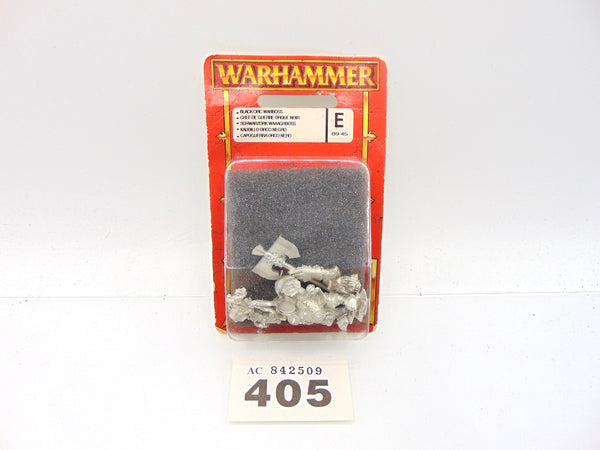 WARHAMMER
• BLACK ORC WARBOSS
• CHEF DE GUERRE ORQUE NOIR
• SCHWARZORK WAAAGHBOSS
• KAUDILLO ORCO NEGRO
• CAPOGUERRA ORCO NERO
E
89-45
AC 842509
405